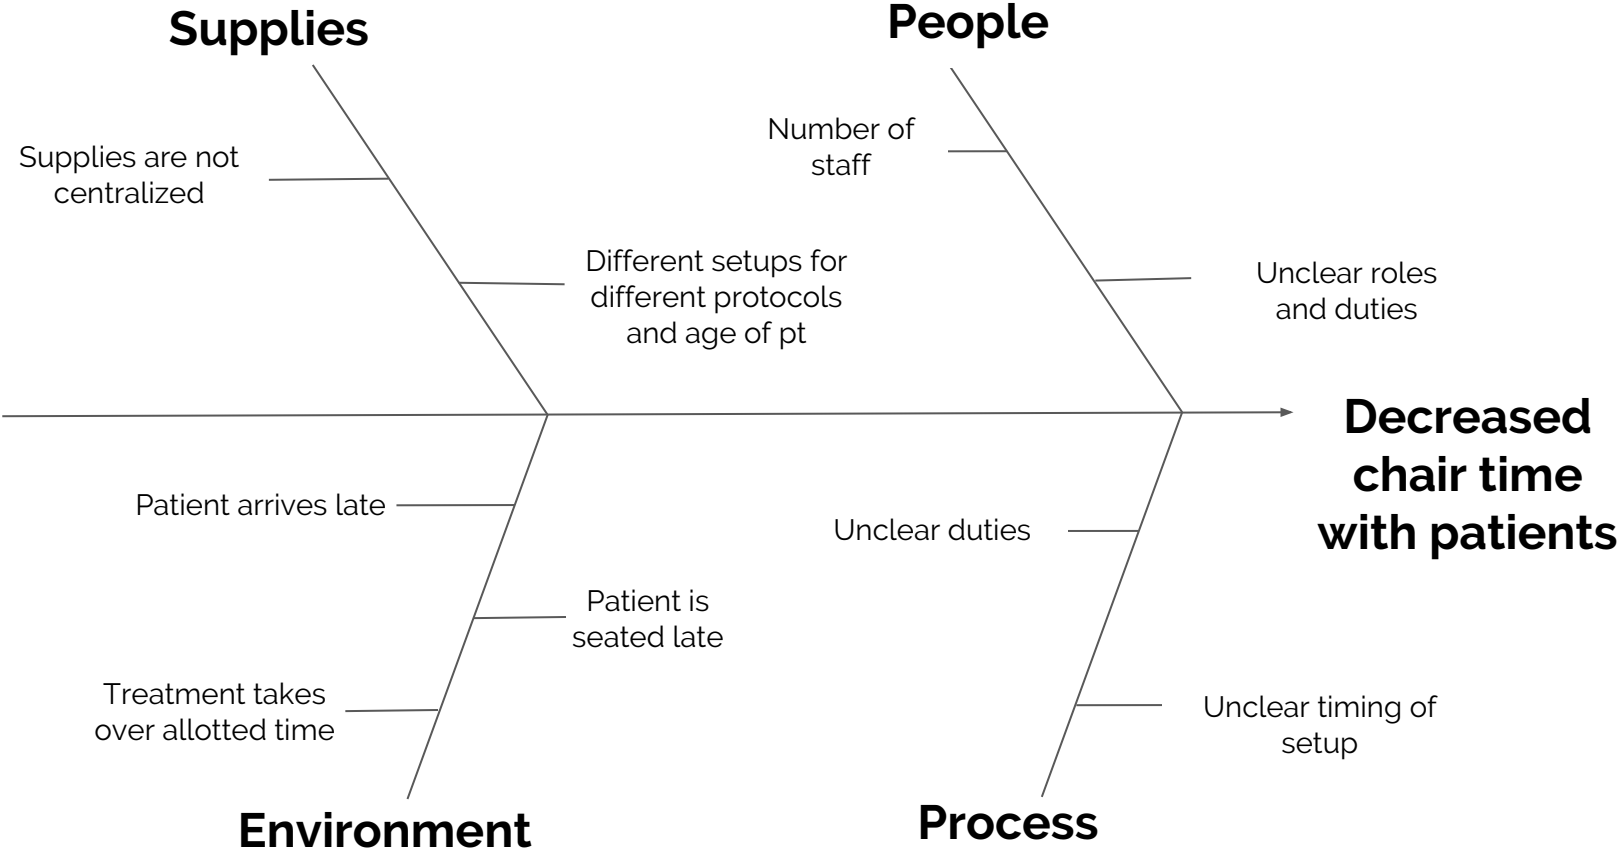 Supplies
People
Number of
staff
Supplies are not
centralized
Different setups for
different protocols
and age of pt
Unclear roles
and duties
Decreased
chair time
with patients
Patient arrives late
Unclear duties
Patient is
seated late
Treatment takes
over allotted time
Unclear timing of
setup
Environment
Process